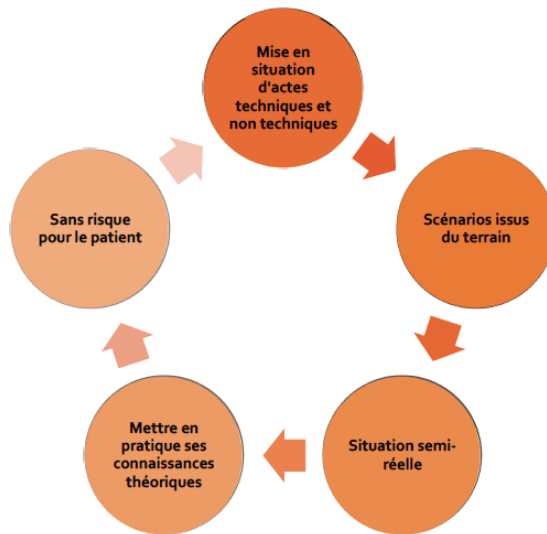 Mise en
situation
d'actes
techniques et
non techniques
Scénarios issus
du terrain
Situation semi-
réelle
Mettre en
pratique ses
connaissances
théoriques
Sans risque
pour le patient